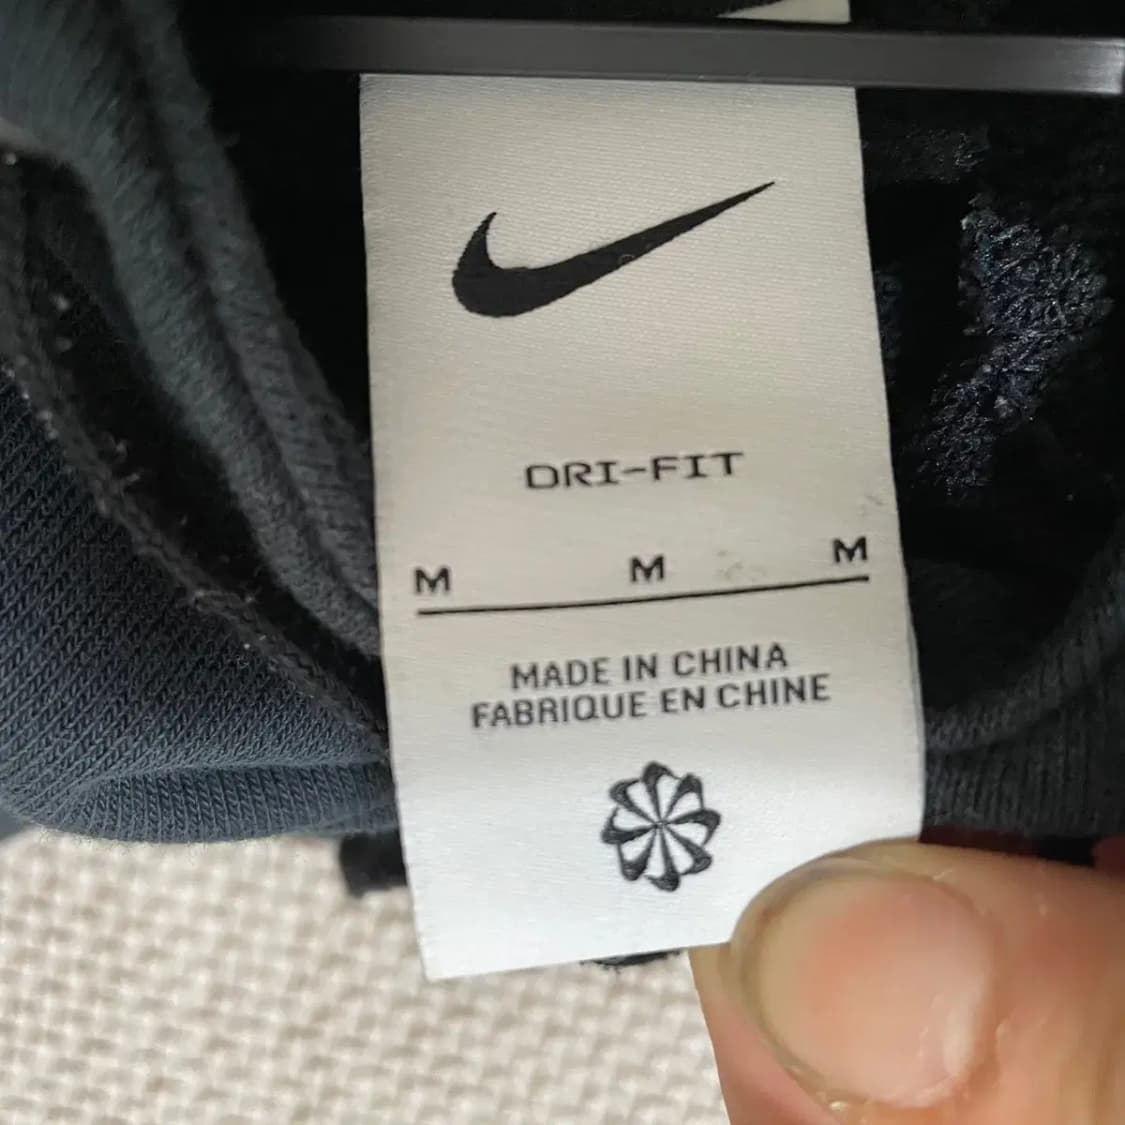 DRI-FIT
M M M
MADE IN CHINA
FABRIQUE EN CHINE